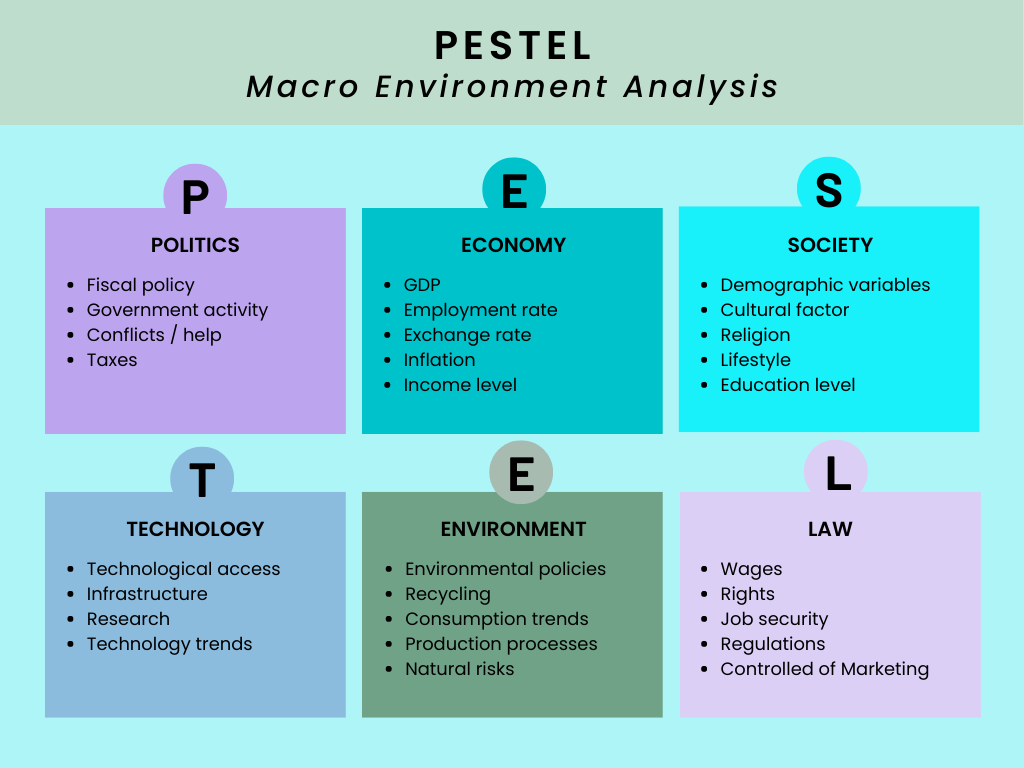 PESTEL
Macro Environment Analysis
P
POLITICS
• Fiscal policy
• Government activity
• Conflicts / help
• Taxes
E
ECONOMY
• GDP
• Employment rate
• Exchange rate
• Inflation
• Income level
S
SOCIETY
• Demographic variables
• Cultural factor
• Religion
• Lifestyle
• Education level
T
TECHNOLOGY
• Technological access
• Infrastructure
• Research
• Technology trends
E
ENVIRONMENT
• Environmental policies
• Recycling
• Consumption trends
• Production processes
• Natural risks
L
LAW
• Wages
• Rights
• Job security
• Regulations
• Controlled of Marketing